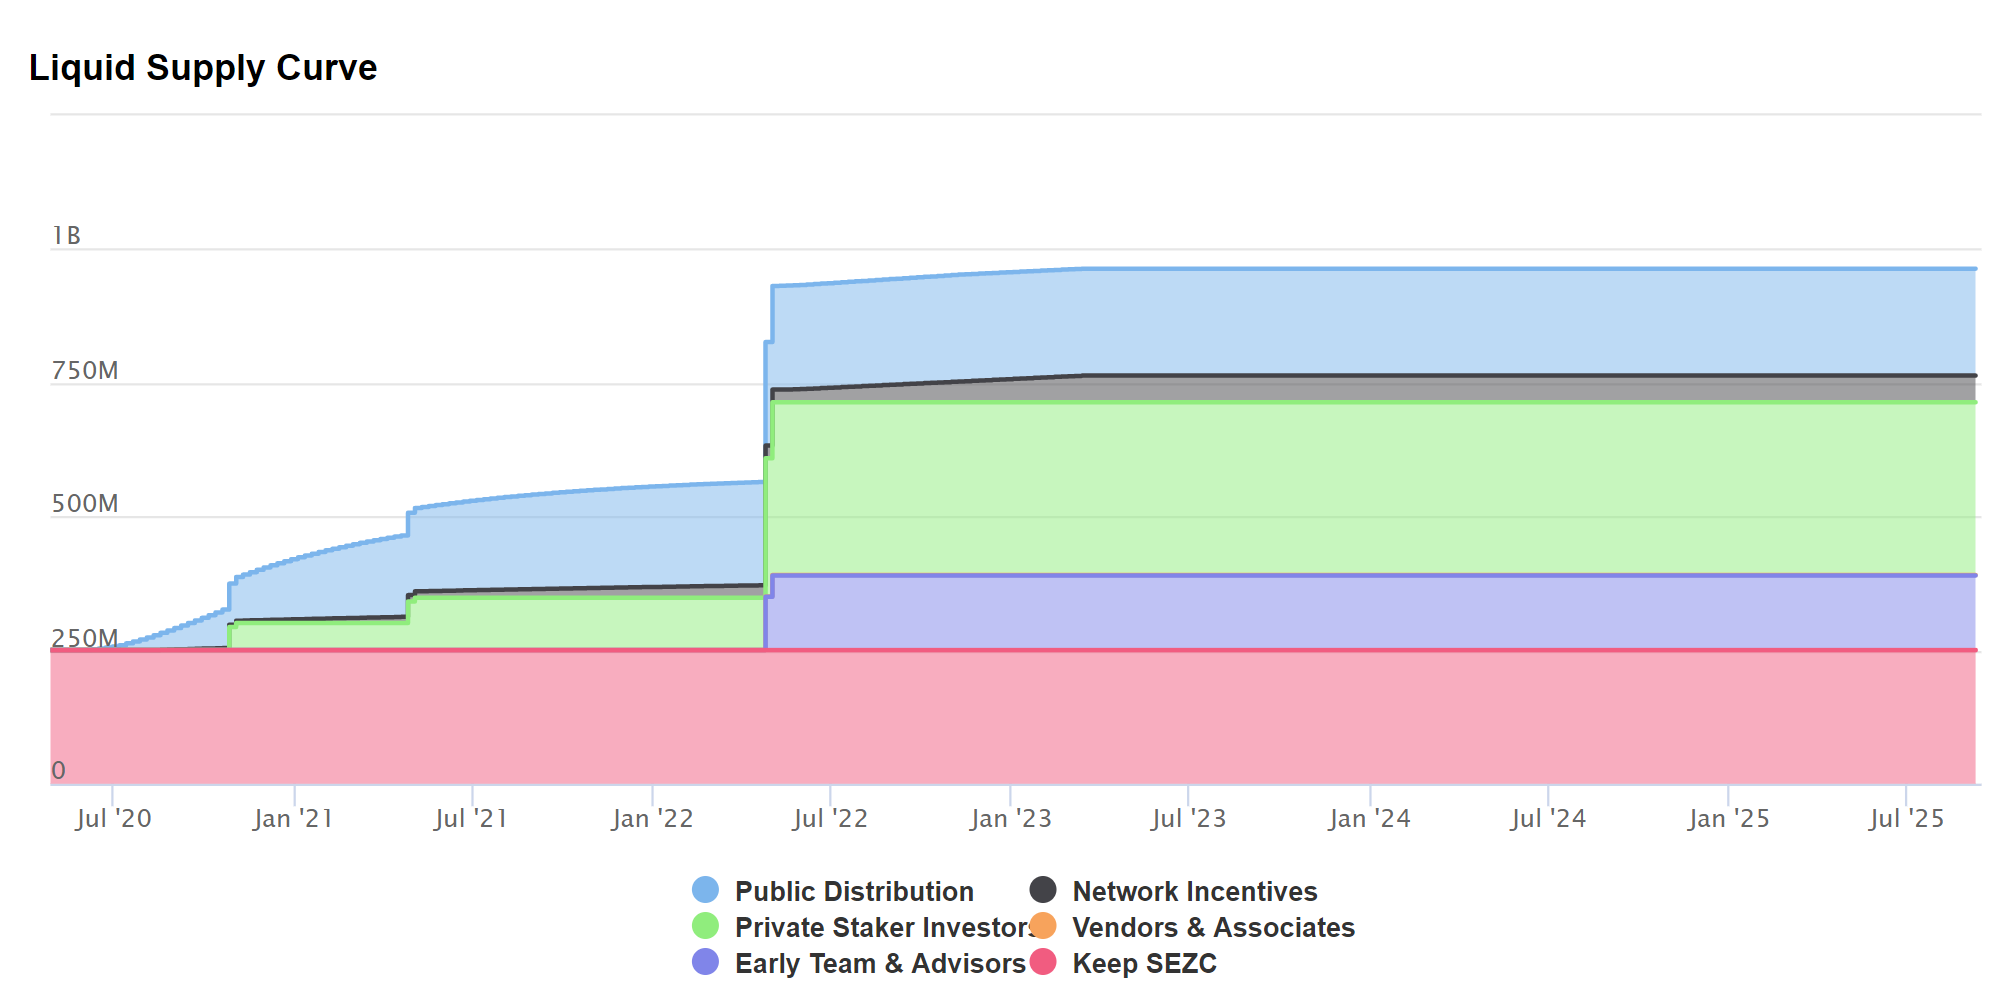 Liquid Supply Curve
1B
750M
500M
250M
0
Jul '20 Jan '21 Jul '21 Jan '22 Jul '22 Jan '23 Jul '23 Jan '24 Jul '24 Jan '25 Jul '25
Public Distribution Network Incentives
Private Staker Investors Vendors & Associates
Early Team & Advisors Keep SEZC